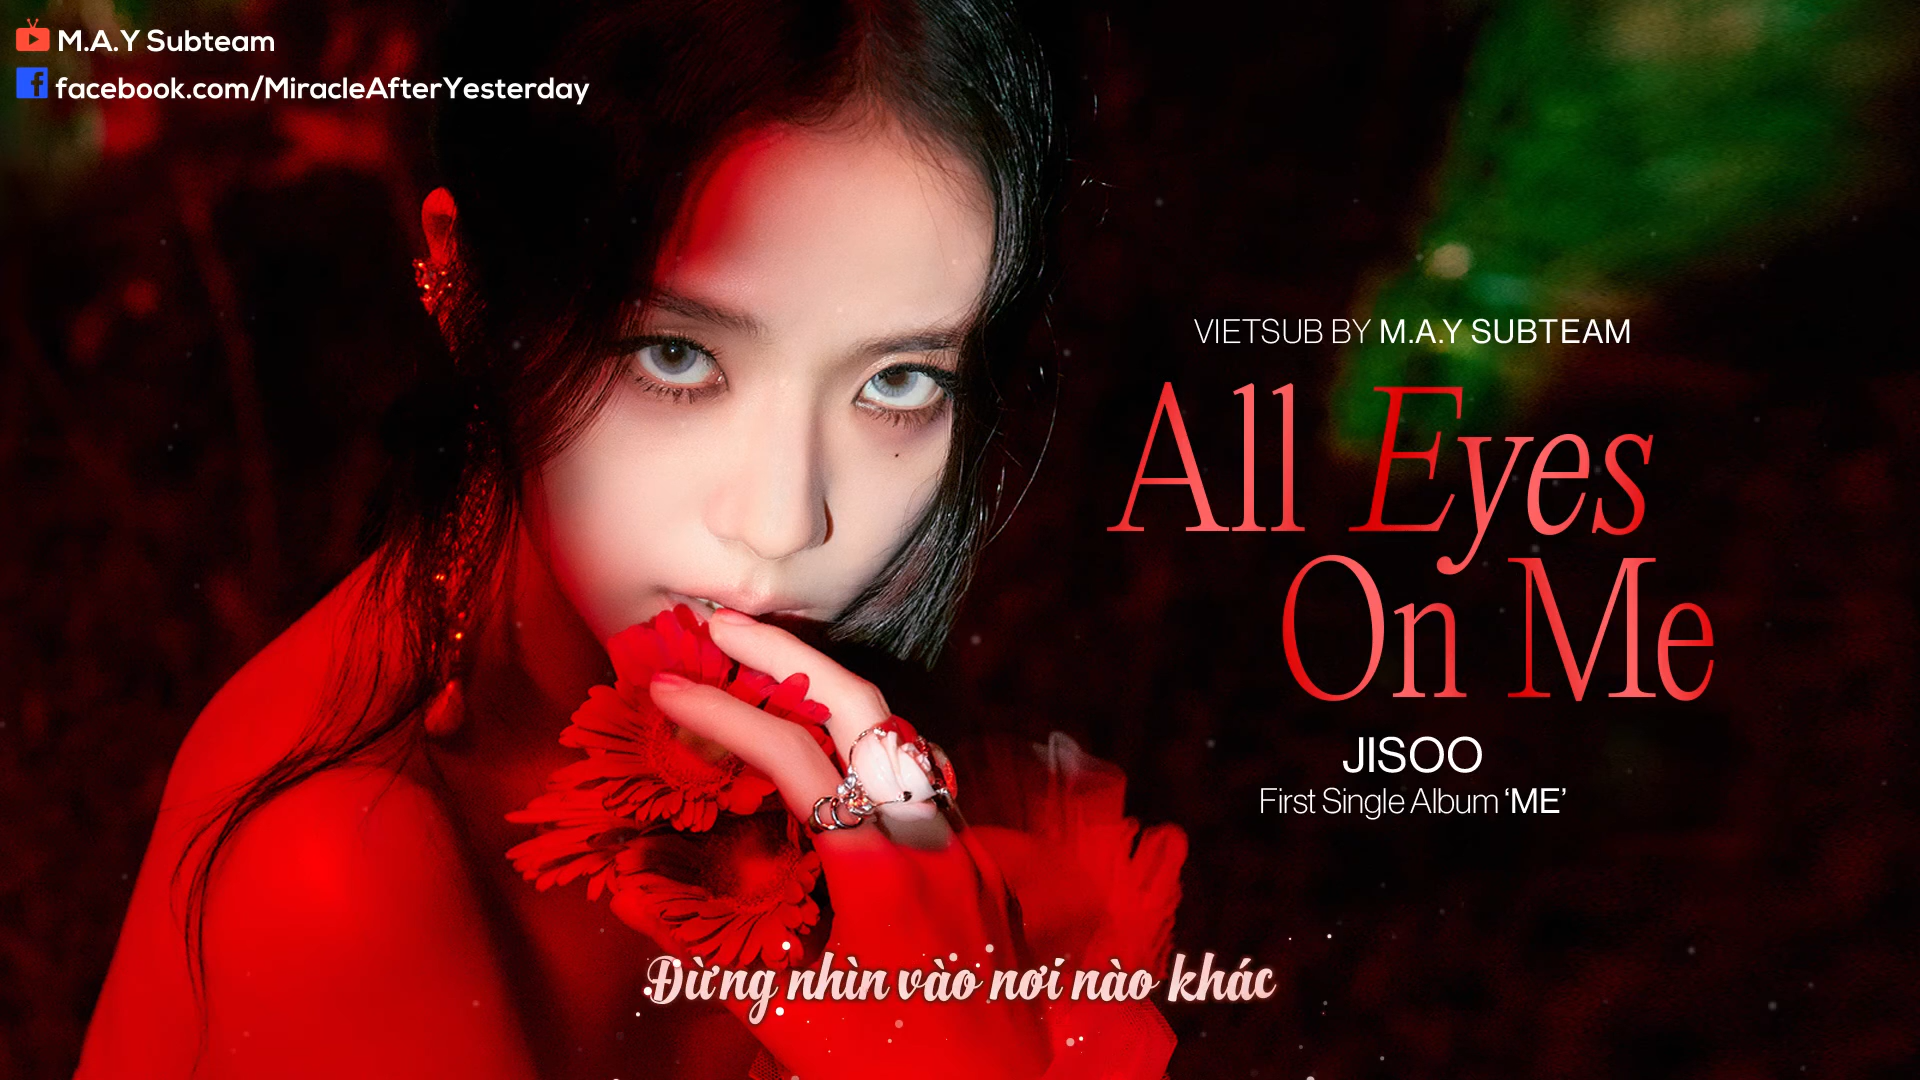 M.A.Y Subteam
facebook.com/MiracleAfterYesterday
VIETSUB BY M.A.Y SUBTEAM
All Eyes
On Me
JISOO
First Single Album ‘ME’
Đừng nhìn vào nơi nào khác